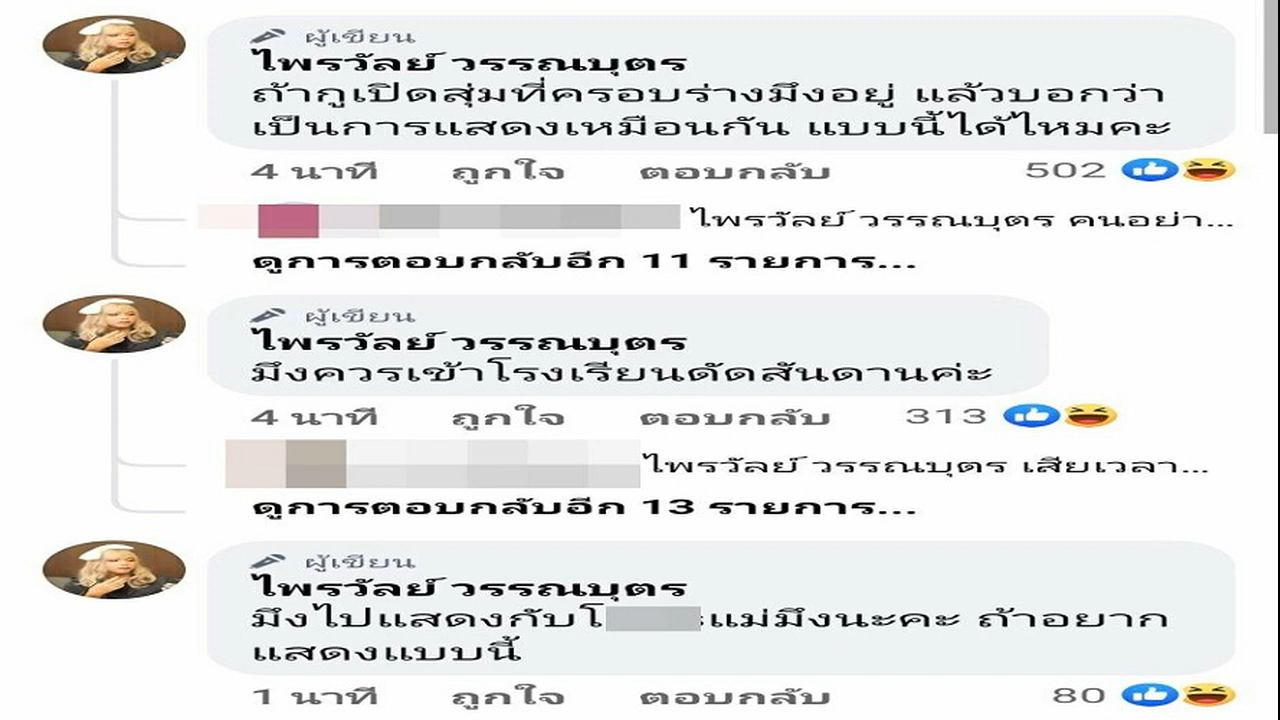 ผู้เขียน
ไพรวัลย์ วรรณบุตร
ถ้ากูเปิดสุ่มที่ครอบร่างมึงอยู่ แล้วบอกว่า
เป็นการแสดงเหมือนกัน แบบนี้ได้ไหมคะ
4 นาที ถูกใจ ตอบกลับ 502
ไพรวัลย์ วรรณบุตร คนอย่า...
ดูการตอบกลับอีก 11 รายการ...
ผู้เขียน
ไพรวัลย์ วรรณบุตร
มึงควรเข้าโรงเรียนดัดสันดานค่ะ
4 นาที ถูกใจ ตอบกลับ 313
ไพรวัลย์ วรรณบุตร เสียเวลา...
ดูการตอบกลับอีก 13 รายการ...
ผู้เขียน
ไพรวัลย์ วรรณบุตร
มึงไปแสดงกับโ แม่มึงนะคะ ถ้าอยาก
แสดงแบบนี้
1 นาที ถูกใจ ตอบกลับ 80